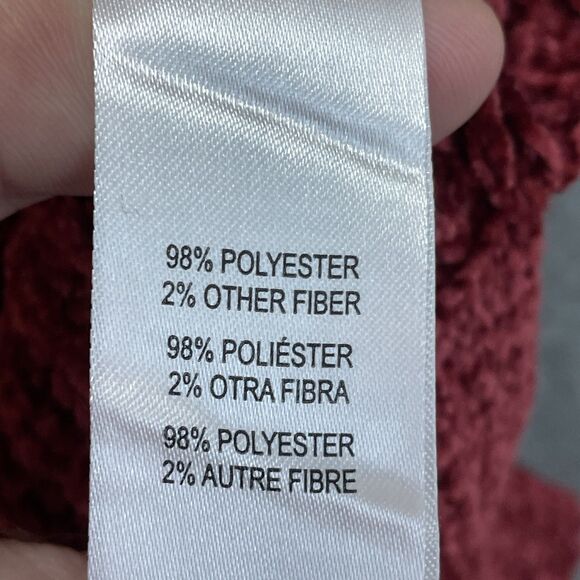 98% POLYESTER
2% OTHER FIBER
98% POLIÉSTER
2% OTRA FIBRA
98% POLYESTER
2% AUTRE FIBRE